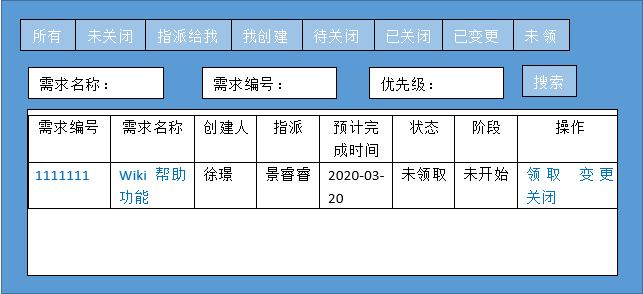 所有 未关闭 指派给我 我创建 待关闭 已关闭 已变更 未领
需求名称： 需求编号： 优先级： 搜索
需求编号 需求名称 创建人 指派 预计完成时间 状态 阶段 操作
1111111 Wiki 帮助功能 徐璟 景睿睿 2020-03-20 未领取 未开始 领取 变更 关闭